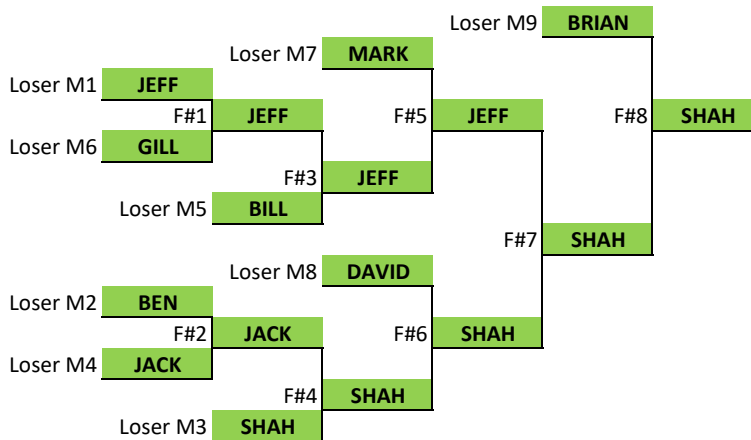 Loser M9 BRIAN
Loser M7 MARK
Loser M1 JEFF
F#1 JEFF F#5 JEFF F#8 SHAH
Loser M6 GILL
F#3 JEFF
Loser M5 BILL
F#7 SHAH
Loser M8 DAVID
Loser M2 BEN
F#2 JACK F#6 SHAH
Loser M4 JACK
F#4 SHAH
Loser M3 SHAH